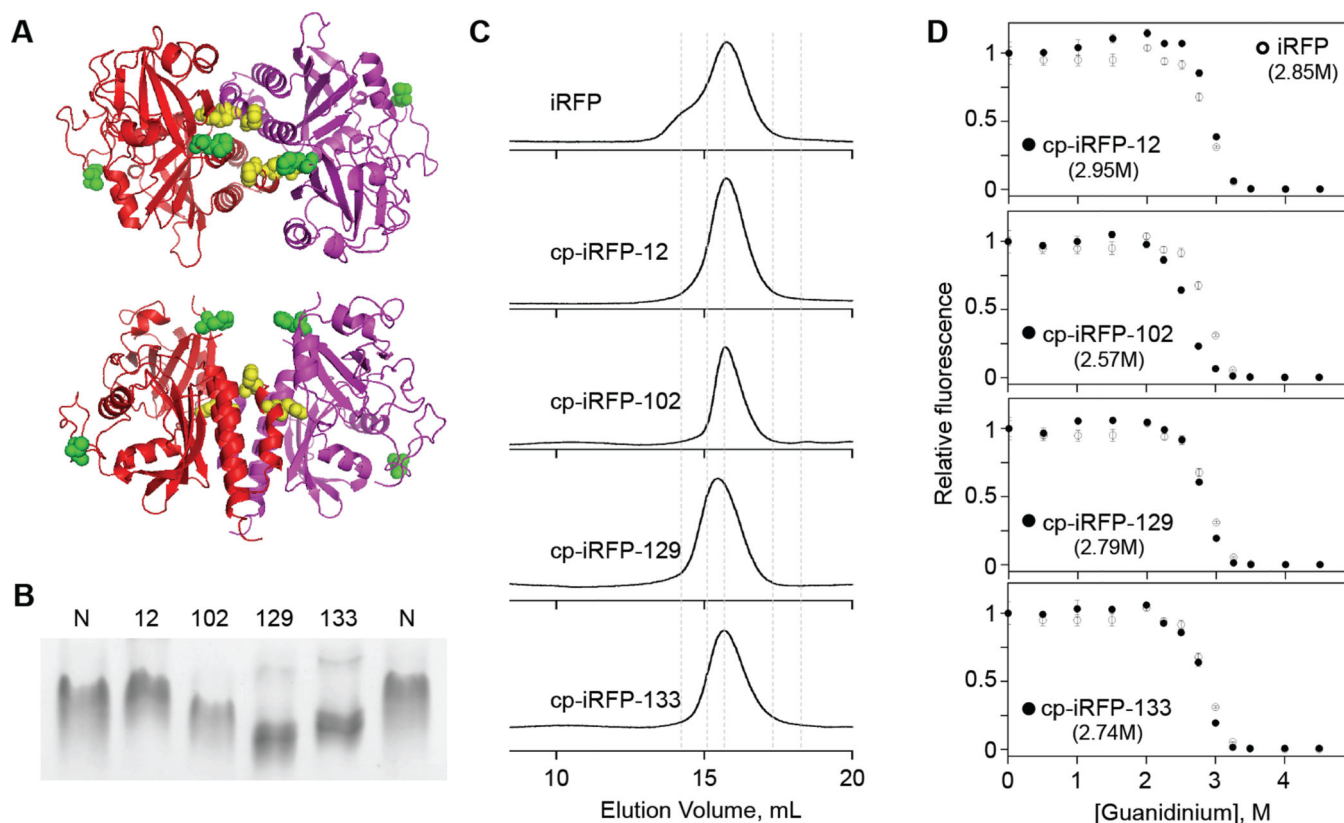 A
B
N 12 102 129 133 N
C
iRFP
cp-iRFP-12
cp-iRFP-102
cp-iRFP-129
cp-iRFP-133
10 15 20
Elution Volume, mL
D
Relative fluorescence
1
0.5
0
iRFP
(2.85M)
cp-iRFP-12
(2.95M)
1
0.5
0
cp-iRFP-102
(2.57M)
1
0.5
0
cp-iRFP-129
(2.79M)
1
0.5
0
cp-iRFP-133
(2.74M)
0 1 2 3 4
[Guanidinium], M